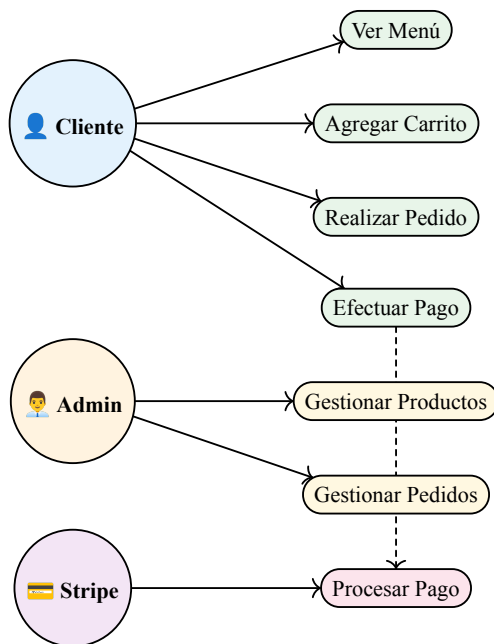 Ver Menú
👤 Cliente
Agregar Carrito
Realizar Pedido
Efectuar Pago
👨‍💼 Admin
Gestionar Productos
Gestionar Pedidos
💳 Stripe
Procesar Pago